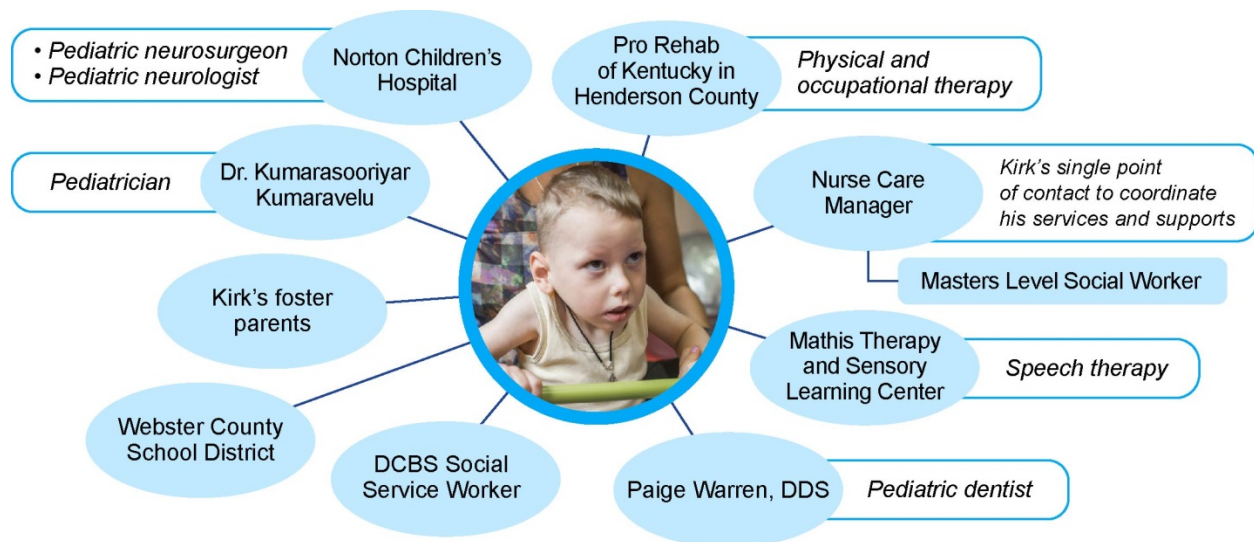 • Pediatric neurosurgeon
• Pediatric neurologist
Norton Children’s
Hospital
Pro Rehab
of Kentucky in
Henderson County
Physical and
occupational therapy
Pediatrician
Dr. Kumarasooriyar
Kumaravelu
Nurse Care
Manager
Kirk’s single point
of contact to coordinate
his services and supports
Masters Level Social Worker
Kirk’s foster
parents
Mathis Therapy
and Sensory
Learning Center
Speech therapy
Webster County
School District
DCBS Social
Service Worker
Paige Warren, DDS
Pediatric dentist